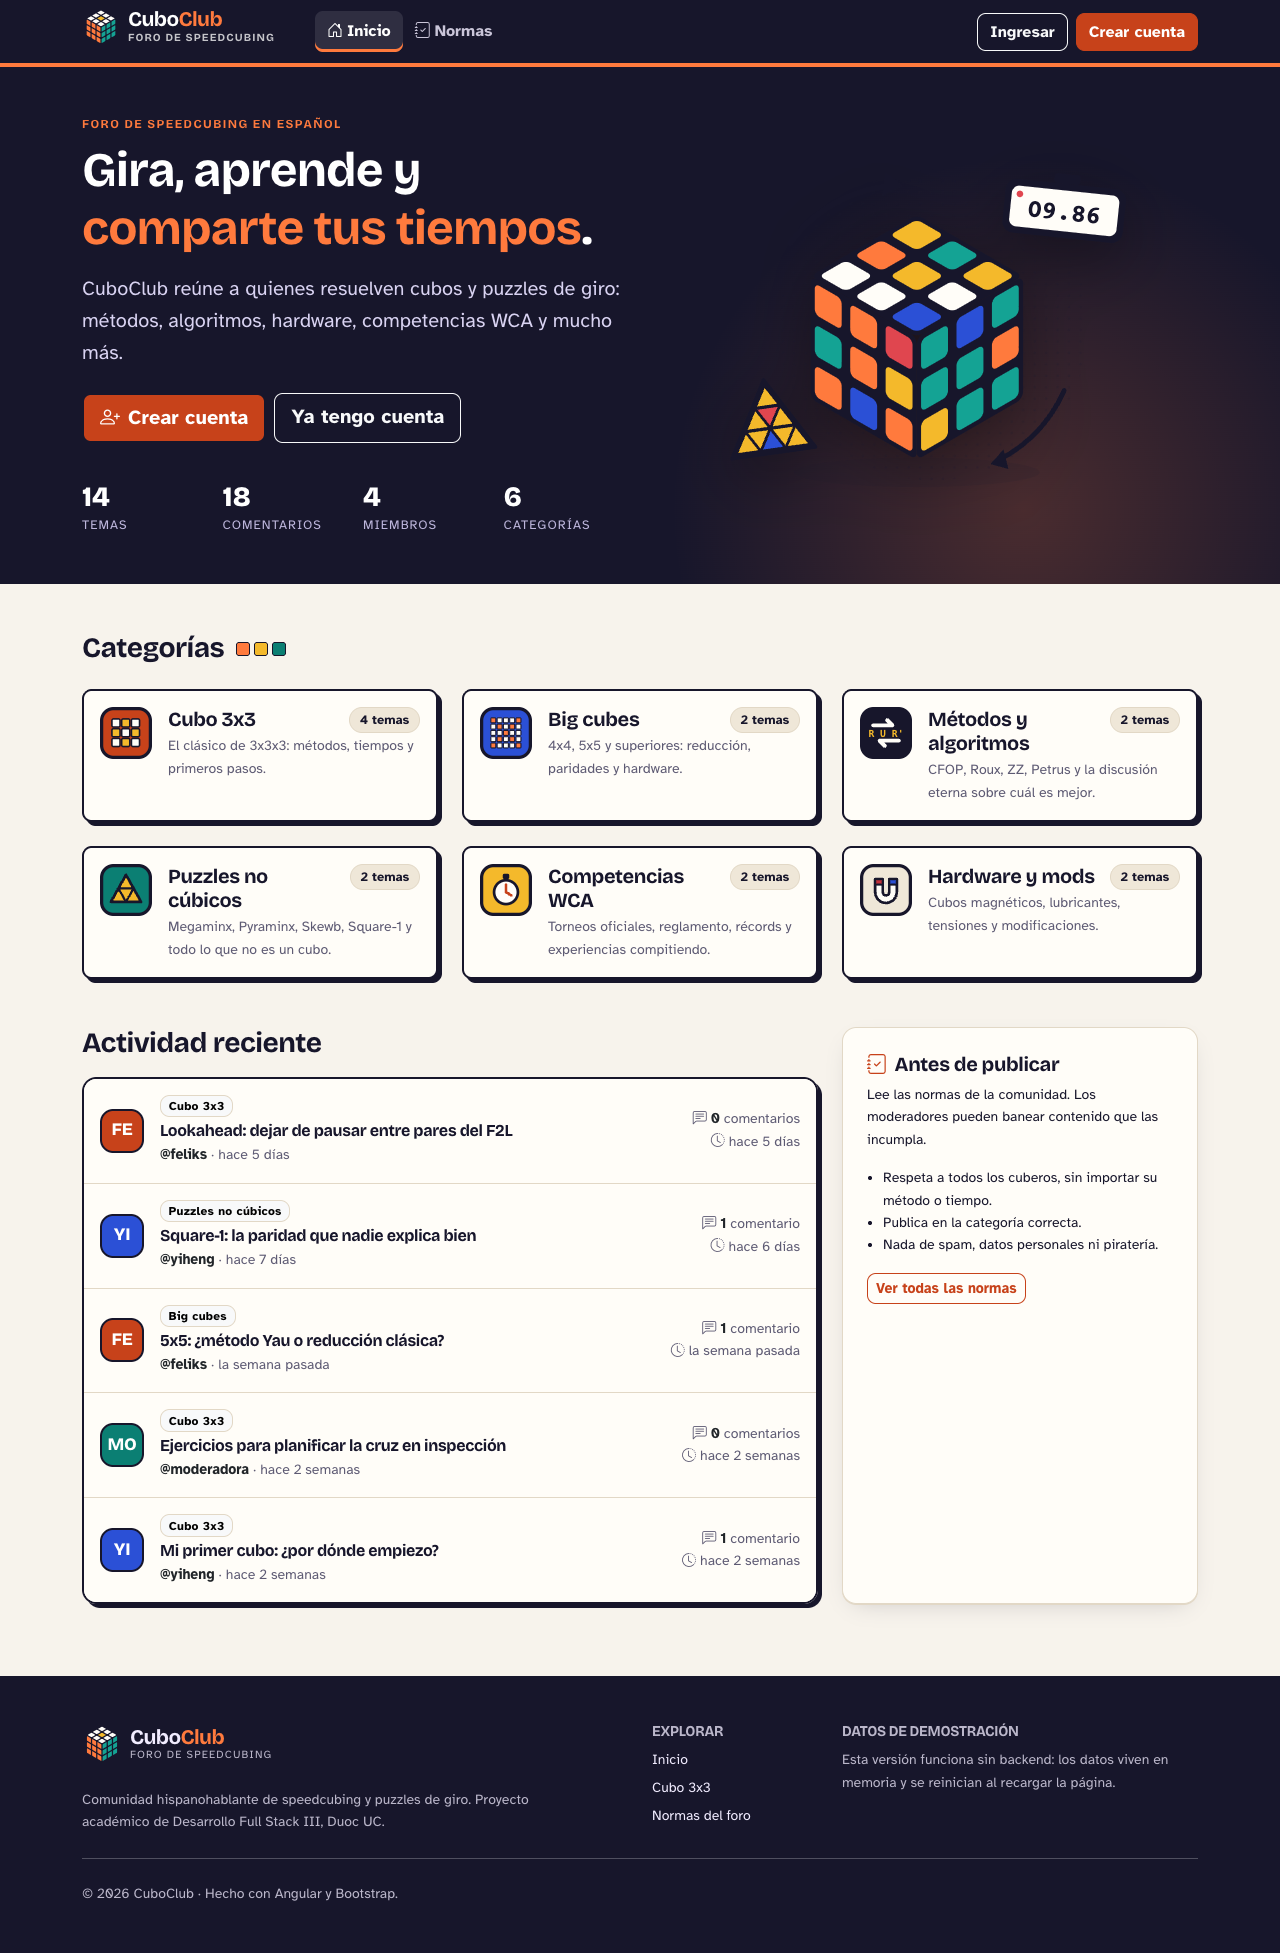 CuboClub
FORO DE SPEEDCUBING
Inicio
Normas
Ingresar
Crear cuenta
FORO DE SPEEDCUBING EN ESPAÑOL
Gira, aprende y
comparte tus tiempos.
CuboClub reúne a quienes resuelven cubos y puzzles de giro:
métodos, algoritmos, hardware, competencias WCA y mucho
más.
Crear cuenta
Ya tengo cuenta
09.86
14
TEMAS
18
COMENTARIOS
4
MIEMBROS
6
CATEGORÍAS
Categorías
Cubo 3x3
4 temas
El clásico de 3x3x3: métodos, tiempos y
primeros pasos.
Big cubes
2 temas
4x4, 5x5 y superiores: reducción,
paridades y hardware.
R U R'
Métodos y
algoritmos
2 temas
CFOP, Roux, ZZ, Petrus y la discusión
eterna sobre cuál es mejor.
Puzzles no
cúbicos
2 temas
Megaminx, Pyraminx, Skewb, Square-1 y
todo lo que no es un cubo.
Competencias
WCA
2 temas
Torneos oficiales, reglamento, récords y
experiencias compitiendo.
Hardware y mods
2 temas
Cubos magnéticos, lubricantes,
tensiones y modificaciones.
Actividad reciente
FE
Cubo 3x3
Lookahead: dejar de pausar entre pares del F2L
@feliks · hace 5 días
0 comentarios
hace 5 días
YI
Puzzles no cúbicos
Square-1: la paridad que nadie explica bien
@yiheng · hace 7 días
1 comentario
hace 6 días
FE
Big cubes
5x5: ¿método Yau o reducción clásica?
@feliks · la semana pasada
1 comentario
la semana pasada
MO
Cubo 3x3
Ejercicios para planificar la cruz en inspección
@moderadora · hace 2 semanas
0 comentarios
hace 2 semanas
YI
Cubo 3x3
Mi primer cubo: ¿por dónde empiezo?
@yiheng · hace 2 semanas
1 comentario
hace 2 semanas
Antes de publicar
Lee las normas de la comunidad. Los
moderadores pueden banear contenido que las
incumpla.
• Respeta a todos los cuberos, sin importar su
método o tiempo.
• Publica en la categoría correcta.
• Nada de spam, datos personales ni piratería.
Ver todas las normas
CuboClub
FORO DE SPEEDCUBING
Comunidad hispanohablante de speedcubing y puzzles de giro. Proyecto
académico de Desarrollo Full Stack III, Duoc UC.
EXPLORAR
Inicio
Cubo 3x3
Normas del foro
DATOS DE DEMOSTRACIÓN
Esta versión funciona sin backend: los datos viven en
memoria y se reinician al recargar la página.
© 2026 CuboClub · Hecho con Angular y Bootstrap.